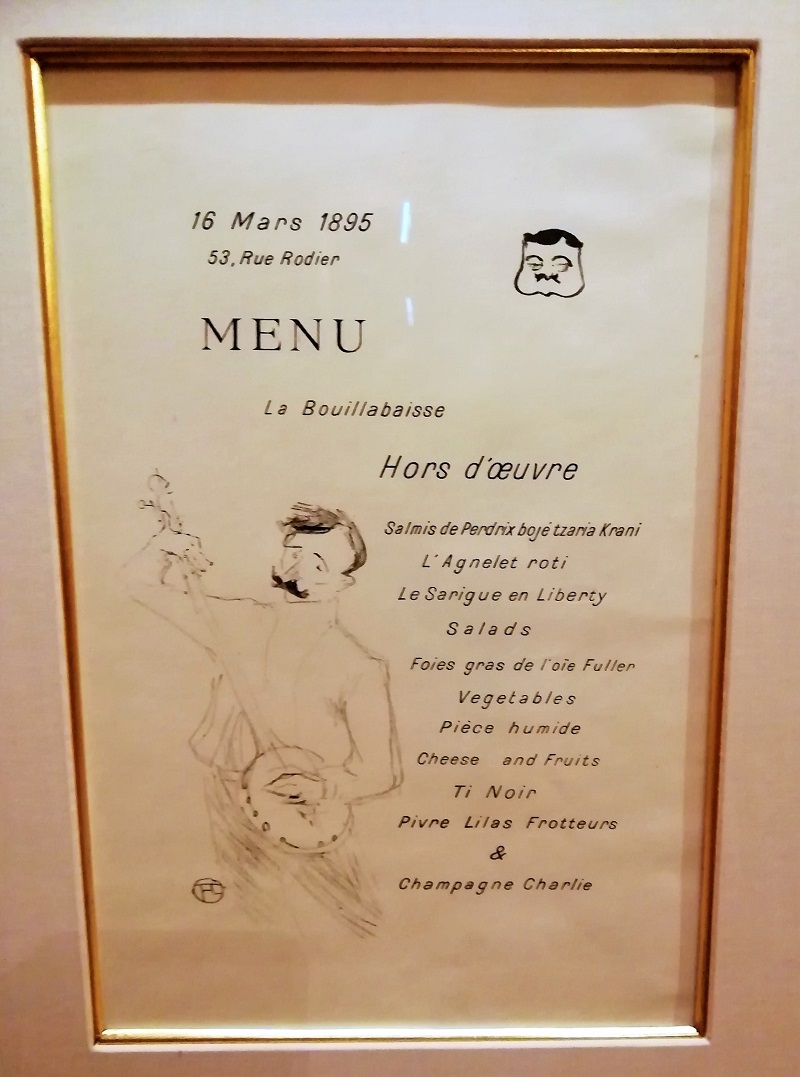 16 Mars 1895
53, Rue Rodier
MENU
La Bouillabaisse
Hors d'œuvre
Salmis de Perdrix bojé tzaria Krani
L'Agnelet roti
Le Sarigue en Liberty
Salads
Foies gras de l'oïe Fuller
Vegetables
Pièce humide
Cheese and Fruits
Ti Noir
Pivre Lilas Frotteurs
&
Champagne Charlie